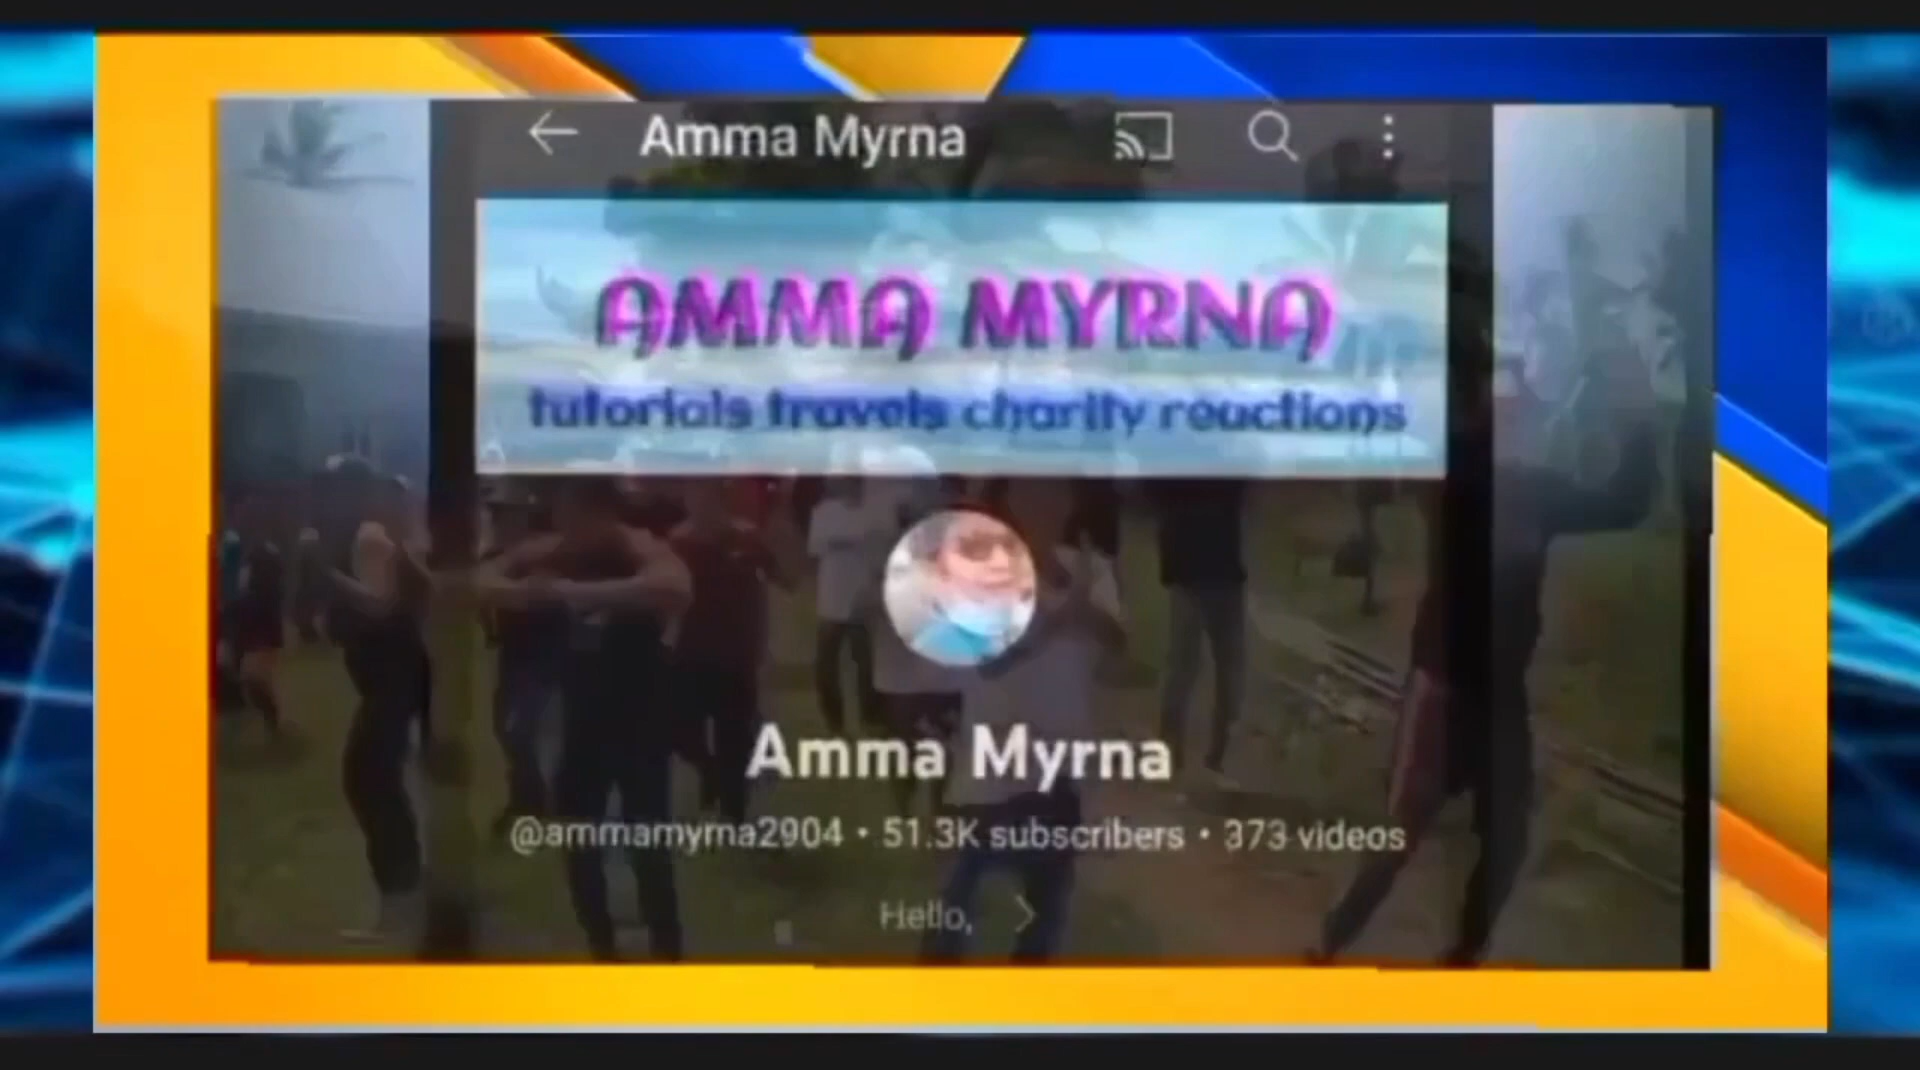 Amma Myrna
AMMA MYRNA
tutorials travels charity reactions
Amma Myrna
@ammamyrna2904 • 51.3K subscribers • 373 videos
Hello,